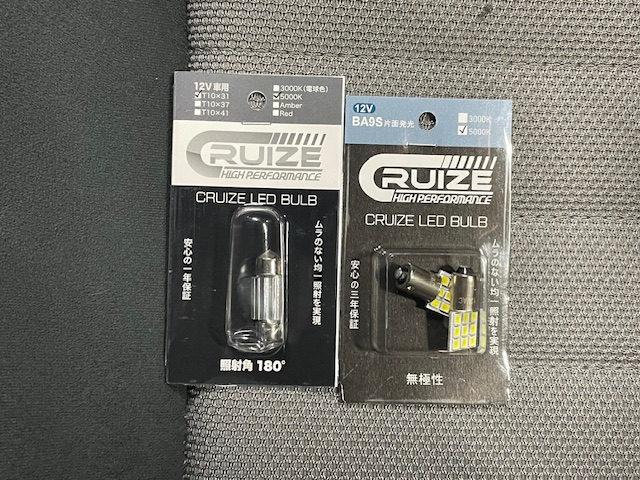 12V車用
☑T10×31
□T10×37
□T10×41
□3000K(電球色)
☑5000K
□Amber
□Red
CRUIZE
HIGH PERFORMANCE
CRUIZE LED BULB
安心の一年保証
ムラのない均一照射を実現
照射角 180°
12V
BA9S片面発光
□3000K
☑5000K
CRUIZE
HIGH PERFORMANCE
CRUIZE LED BULB
安心の三年保証
ムラのない均一照射を実現
無極性